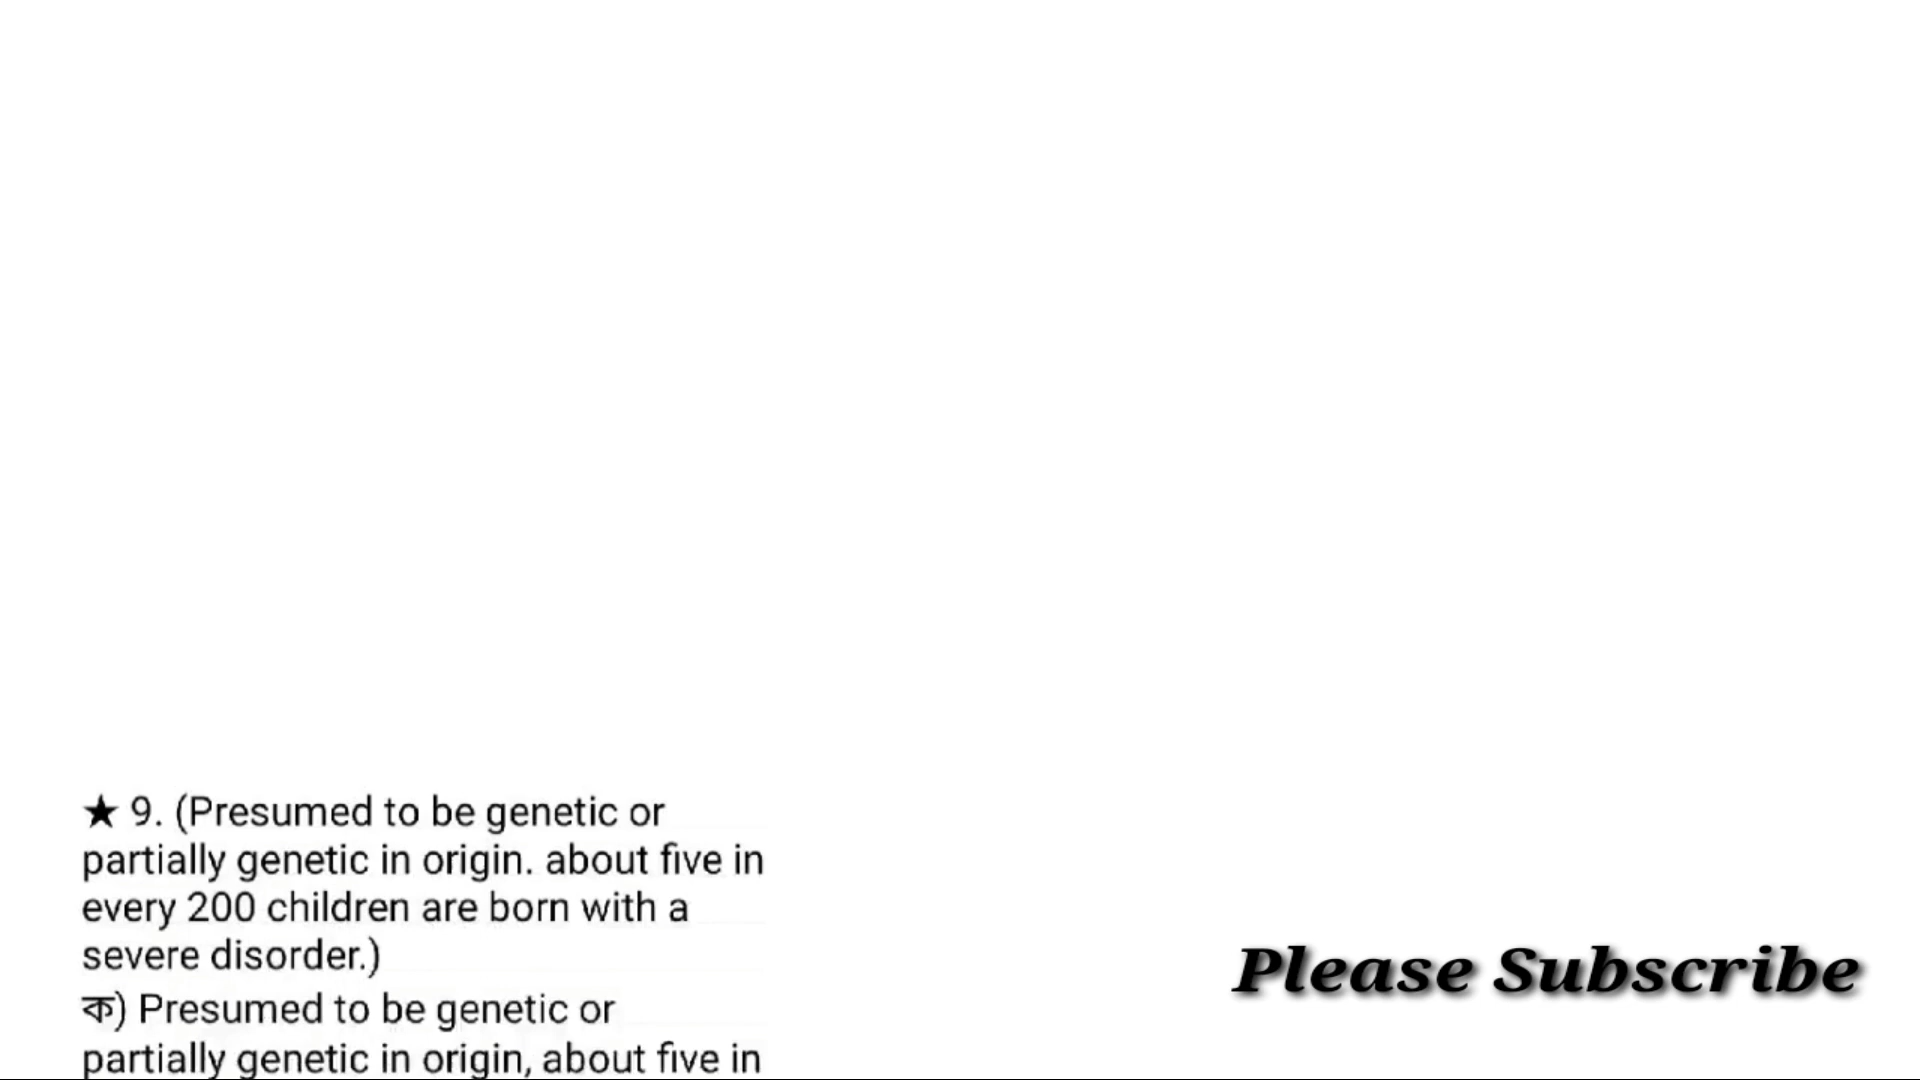 ★ 9. (Presumed to be genetic or
partially genetic in origin. about five in
every 200 children are born with a
severe disorder.)
ক) Presumed to be genetic or
partially genetic in origin, about five in
Please Subscribe